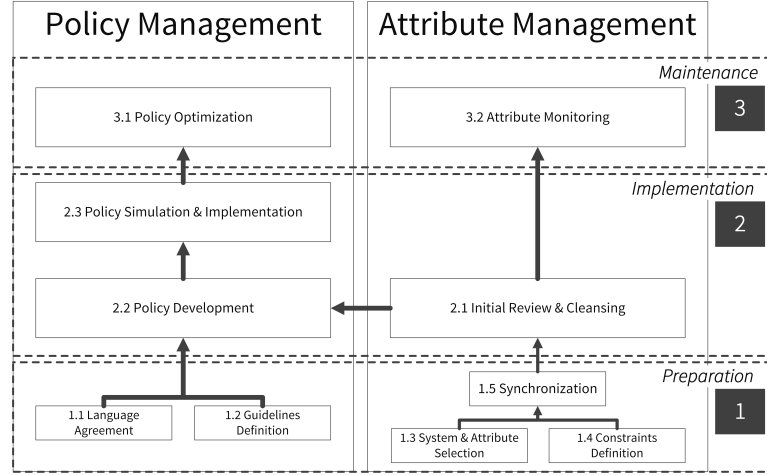 Policy Management
Attribute Management
Maintenance
3
3.1 Policy Optimization
3.2 Attribute Monitoring
Implementation
2
2.3 Policy Simulation & Implementation
2.2 Policy Development
2.1 Initial Review & Cleansing
Preparation
1
1.5 Synchronization
1.1 Language
Agreement
1.2 Guidelines
Definition
1.3 System & Attribute
Selection
1.4 Constraints
Definition